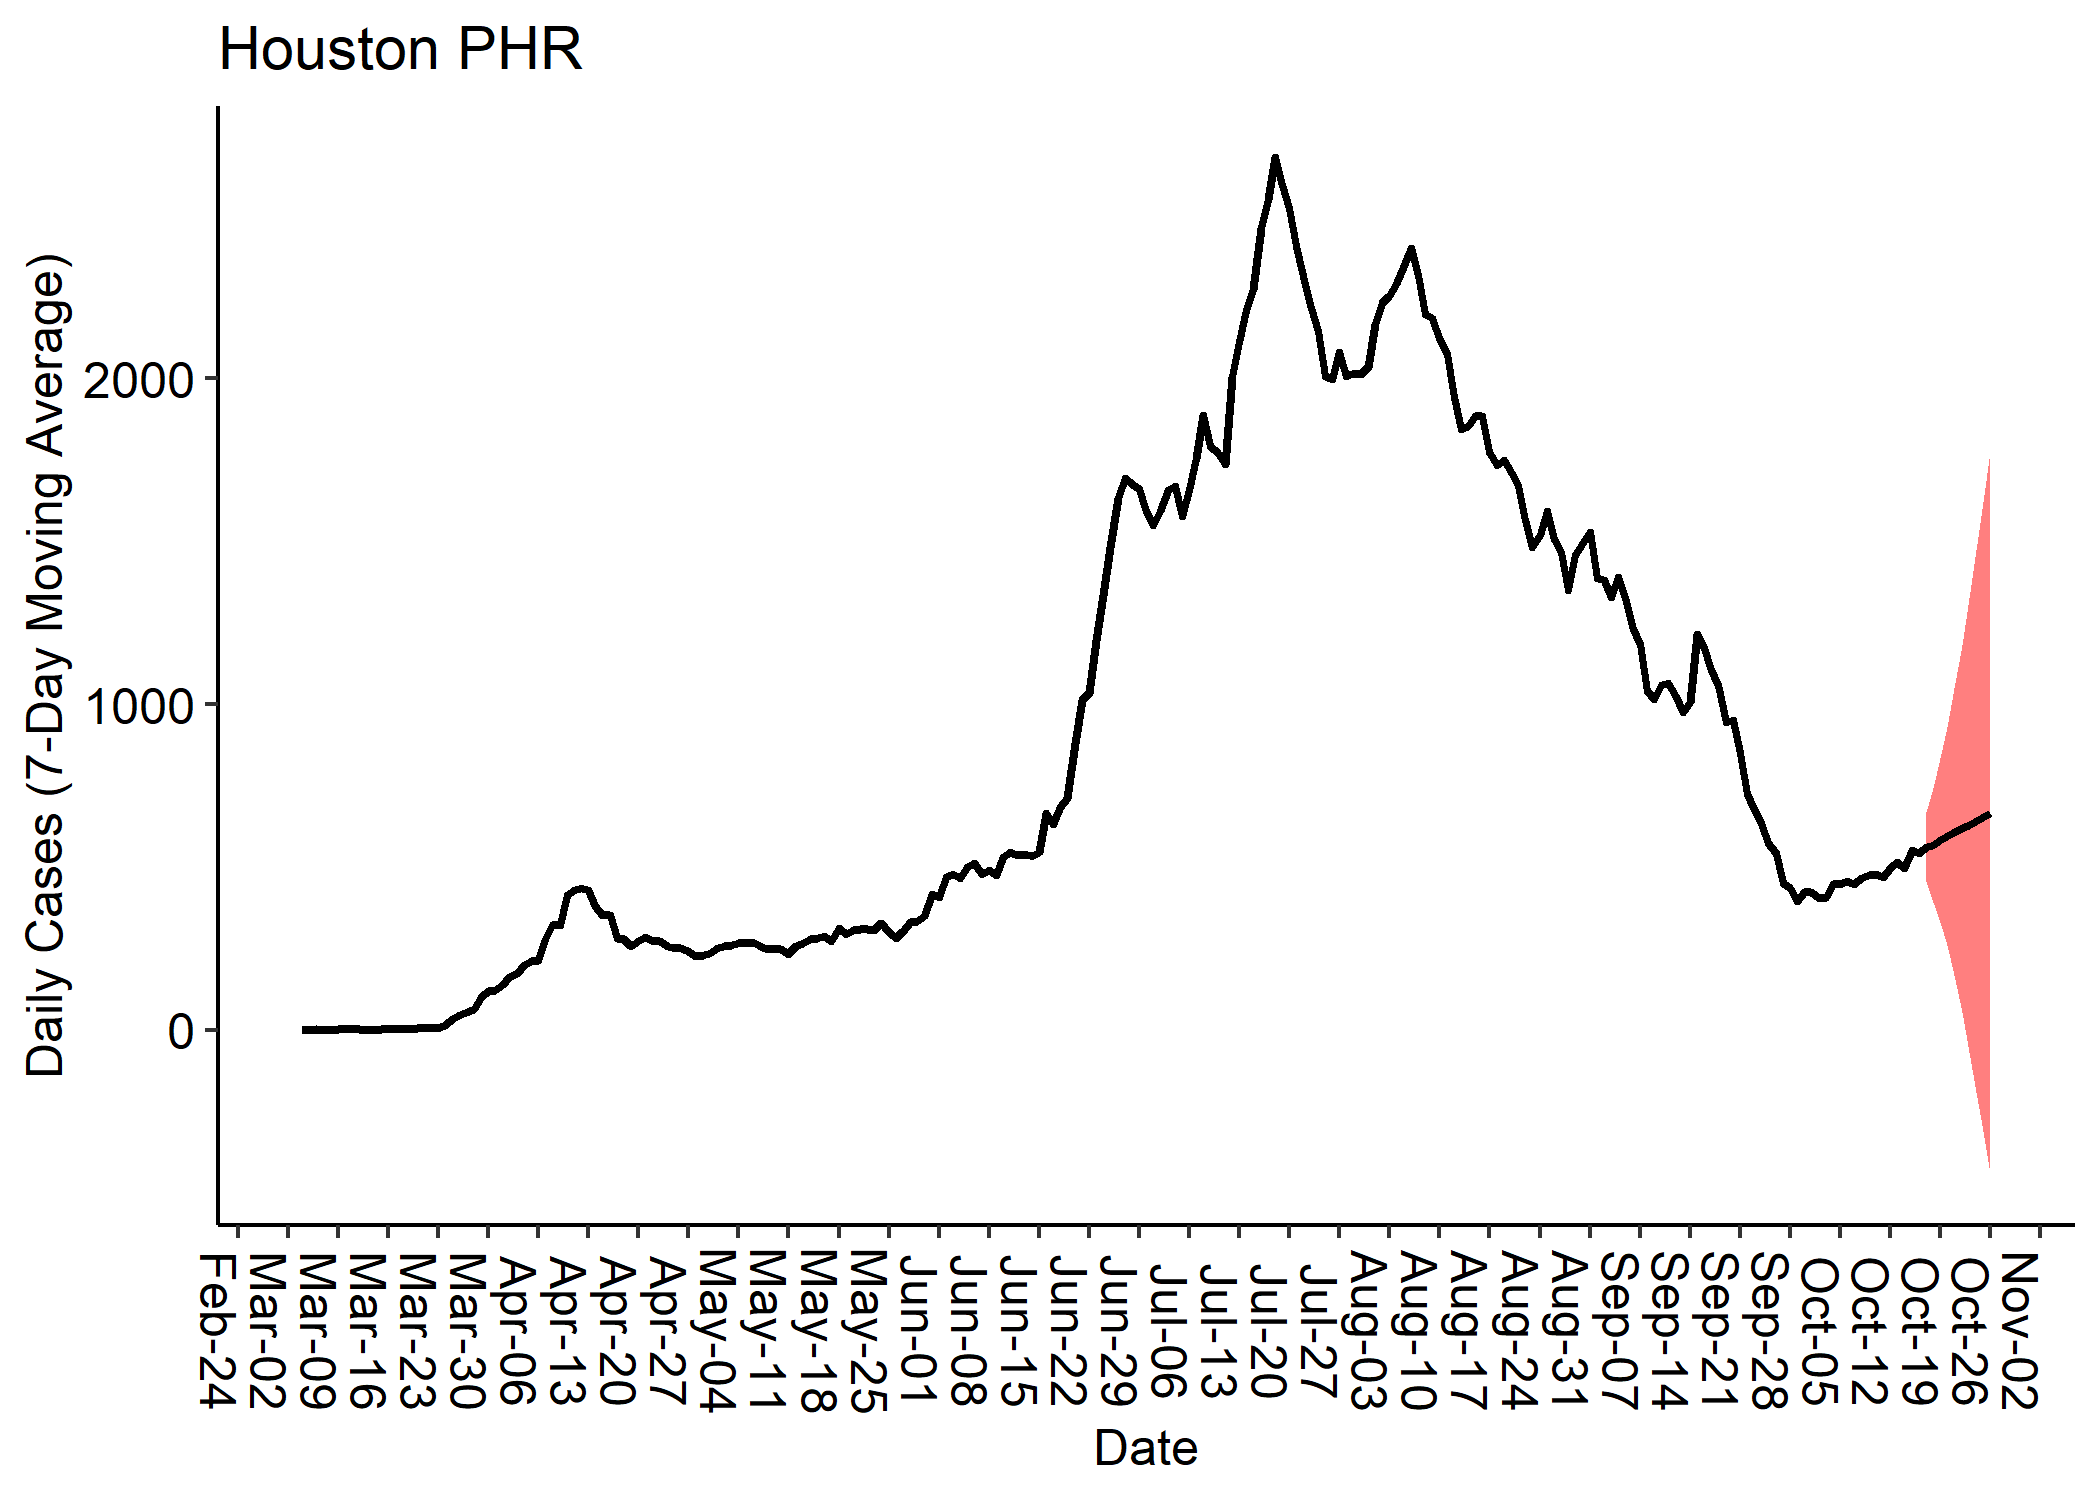 Houston PHR
Daily Cases (7-Day Moving Average)
2000
1000
0
Feb-24
Mar-02
Mar-09
Mar-16
Mar-23
Mar-30
Apr-06
Apr-13
Apr-20
Apr-27
May-04
May-11
May-18
May-25
Jun-01
Jun-08
Jun-15
Jun-22
Jun-29
Jul-06
Jul-13
Jul-20
Jul-27
Aug-03
Aug-10
Aug-17
Aug-24
Aug-31
Sep-07
Sep-14
Sep-21
Sep-28
Oct-05
Oct-12
Oct-19
Oct-26
Nov-02
Date